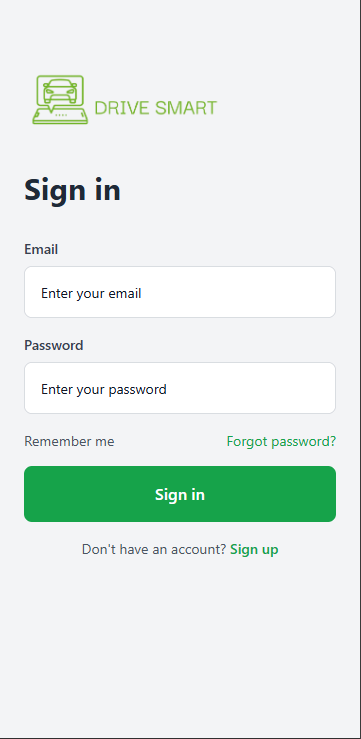 DRIVE SMART
Sign in
Email
Enter your email
Password
Enter your password
Remember me Forgot password?
Sign in
Don't have an account? Sign up